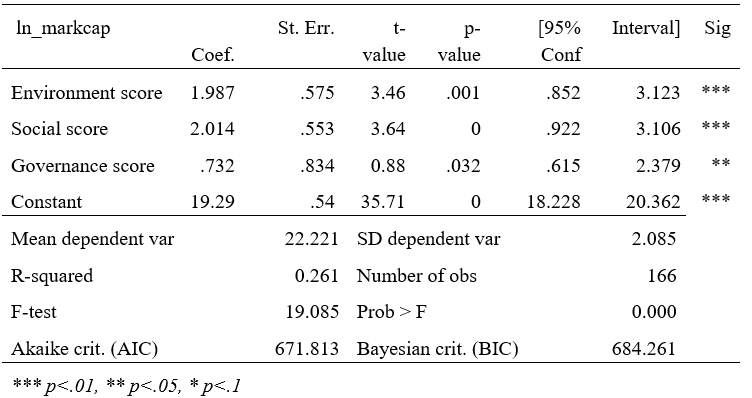 ln_markcap Coef. St. Err. t-value p-value [95% Conf Interval] Sig
Environment score 1.987 .575 3.46 .001 .852 3.123 ***
Social score 2.014 .553 3.64 0 .922 3.106 ***
Governance score .732 .834 0.88 .032 .615 2.379 **
Constant 19.29 .54 35.71 0 18.228 20.362 ***
Mean dependent var 22.221 SD dependent var 2.085
R-squared 0.261 Number of obs 166
F-test 19.085 Prob > F 0.000
Akaike crit. (AIC) 671.813 Bayesian crit. (BIC) 684.261
*** p<.01, ** p<.05, * p<.1